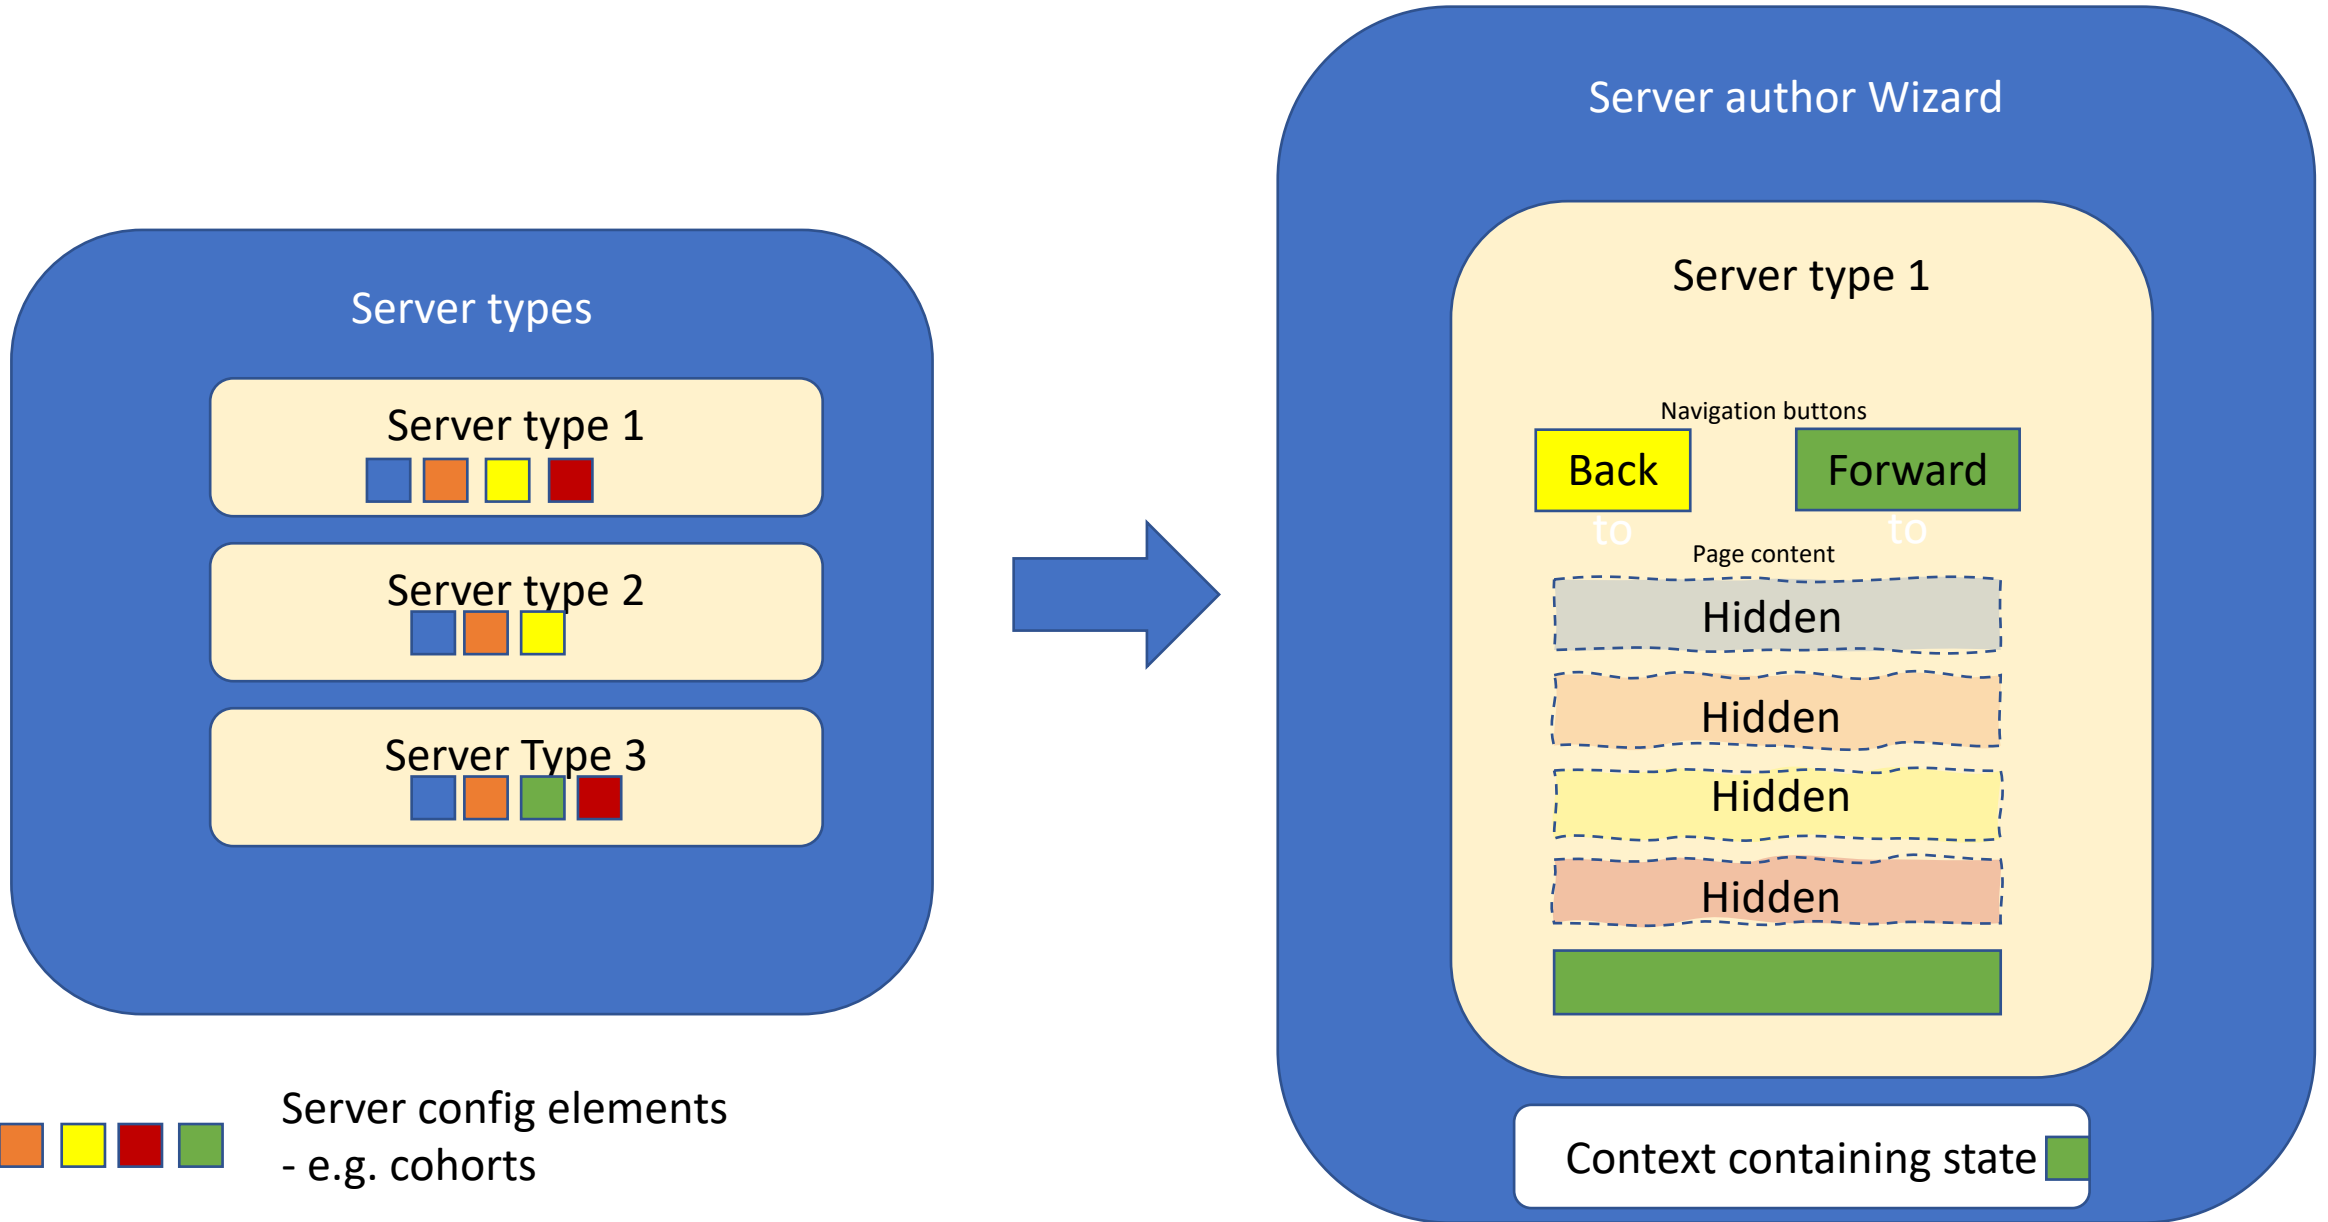 Server types
Server type 1
Server type 2
Server Type 3
Server config elements
- e.g. cohorts
Server author Wizard
Server type 1
Navigation buttons
Back
to
Forward
to
Page content
Hidden
Hidden
Hidden
Hidden
Context containing state